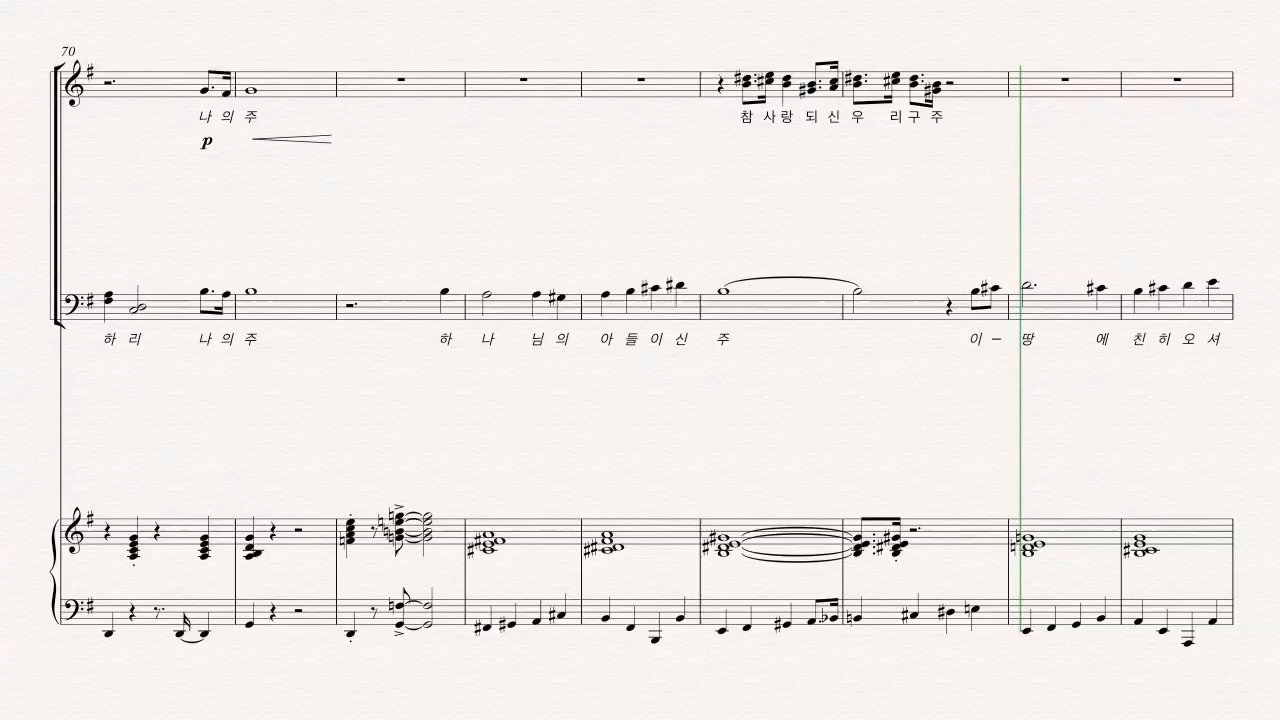 70
나 의 주 참 사 랑 되 신 우 리 구 주
p
하 리 나 의 주 하 나 님 의 아 들 이 신 주 이 – 땅 에 친 히 오 셔